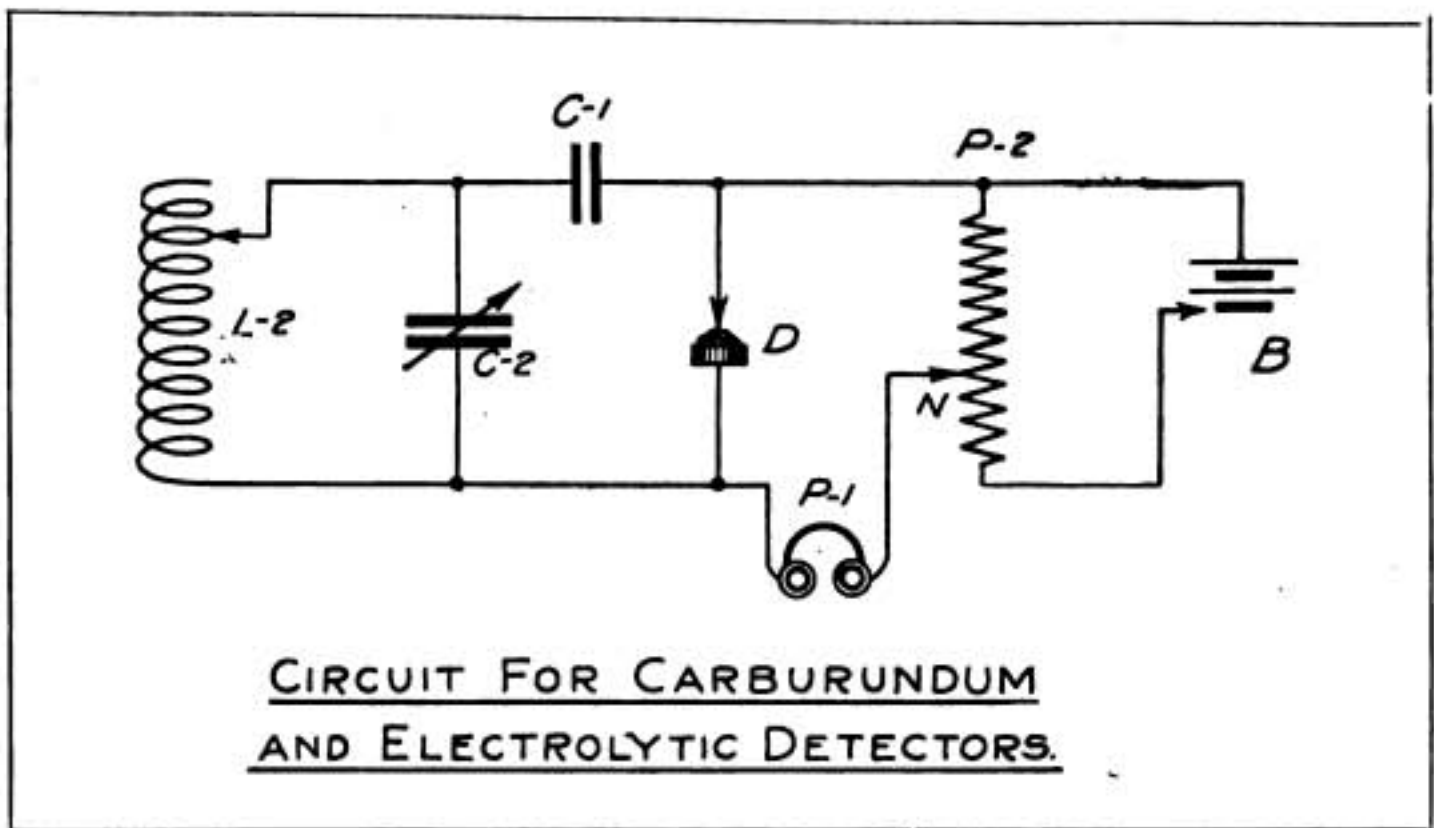 C-1
P-2
L-2
C-2
D
N
B
P-1
CIRCUIT FOR CARBURUNDUM
AND ELECTROLYTIC DETECTORS.